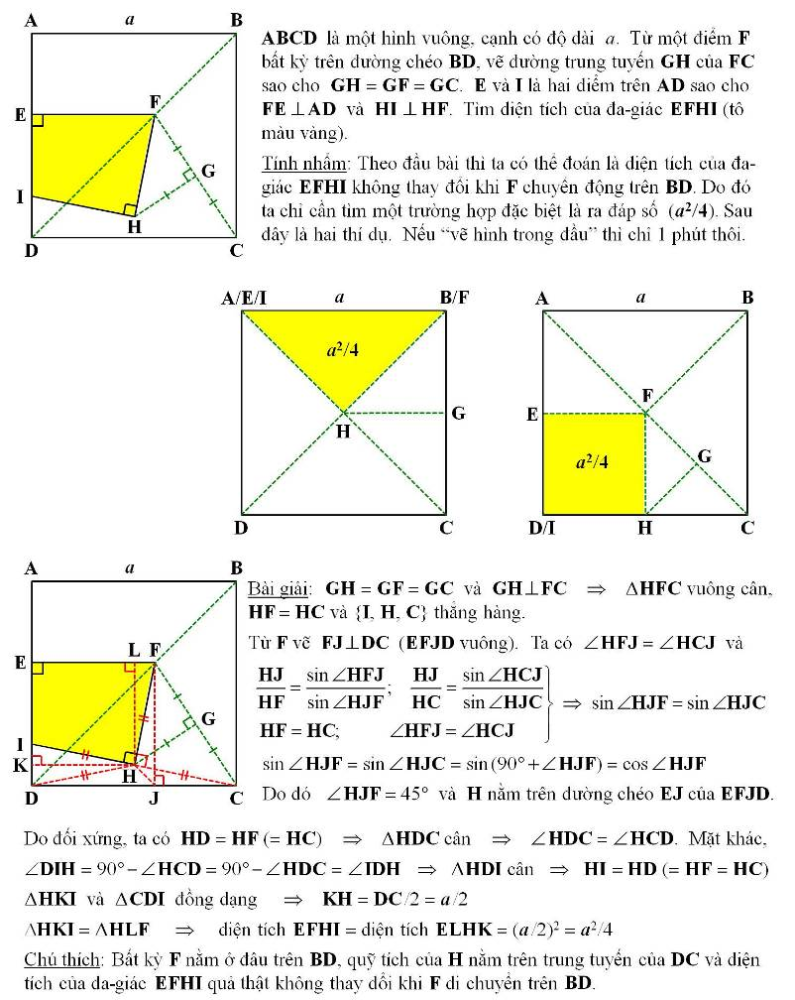 A a B
ABCD là một hình vuông, cạnh có độ dài a. Từ một điểm F
bất kỳ trên đường chéo BD, vẽ đường trung tuyến GH của FC
sao cho GH = GF = GC. E và I là hai điểm trên AD sao cho
FE ⊥ AD và HI ⊥ HF. Tìm diện tích của đa-giác EFHI (tô
màu vàng).
E F
G
I
H
D C
Tính nhẩm: Theo đầu bài thì ta có thể đoán là diện tích của đa-
giác EFHI không thay đổi khi F chuyển động trên BD. Do đó
ta chỉ cần tìm một trường hợp đặc biệt là ra đáp số (a²/4). Sau
đây là hai thí dụ. Nếu “vẽ hình trong đầu” thì chỉ 1 phút thôi.
A/E/I a B/F
a²/4
H G
D C
A a B
F
E
a²/4 G
D/I H C
A a B
E L F
G
I
K H
D J C
Bài giải: GH = GF = GC và GH⊥FC ⇒ ΔHFC vuông cân,
HF = HC và {I, H, C} thẳng hàng.
Từ F vẽ FJ⊥DC (EFJD vuông). Ta có ∠HFJ = ∠HCJ và
HJ/HF = sin∠HFJ/sin∠HJF; HJ/HC = sin∠HCJ/sin∠HJC ⇒ sin∠HJF = sin∠HJC
HF = HC; ∠HFJ = ∠HCJ
sin∠HJF = sin∠HJC = sin(90° + ∠HJF) = cos∠HJF
Do đó ∠HJF = 45° và H nằm trên đường chéo EJ của EFJD.
Do đối xứng, ta có HD = HF (= HC) ⇒ ΔHDC cân ⇒ ∠HDC = ∠HCD. Mặt khác,
∠DIH = 90° − ∠HCD = 90° − ∠HDC = ∠IDH ⇒ ΔHDI cân ⇒ HI = HD (= HF = HC)
ΔHKI và ΔCDI đồng dạng ⇒ KH = DC/2 = a/2
ΔHKI = ΔHLF ⇒ diện tích EFHI = diện tích ELHK = (a/2)² = a²/4
Chú thích: Bất kỳ F nằm ở đâu trên BD, quỹ tích của H nằm trên trung tuyến của DC và diện
tích của đa-giác EFHI quả thật không thay đổi khi F di chuyển trên BD.